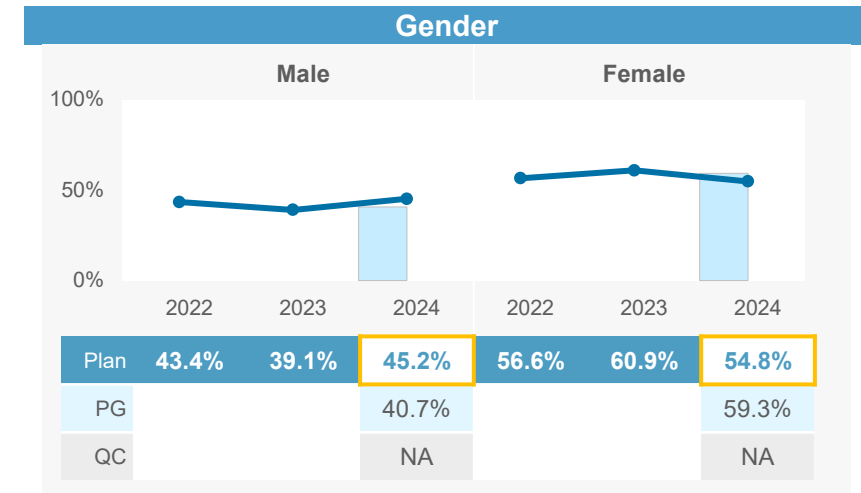 Gender
Male Female
100%
50%
0%
2022 2023 2024 2022 2023 2024
Plan 43.4% 39.1% 45.2% 56.6% 60.9% 54.8%
PG 40.7% 59.3%
QC NA NA